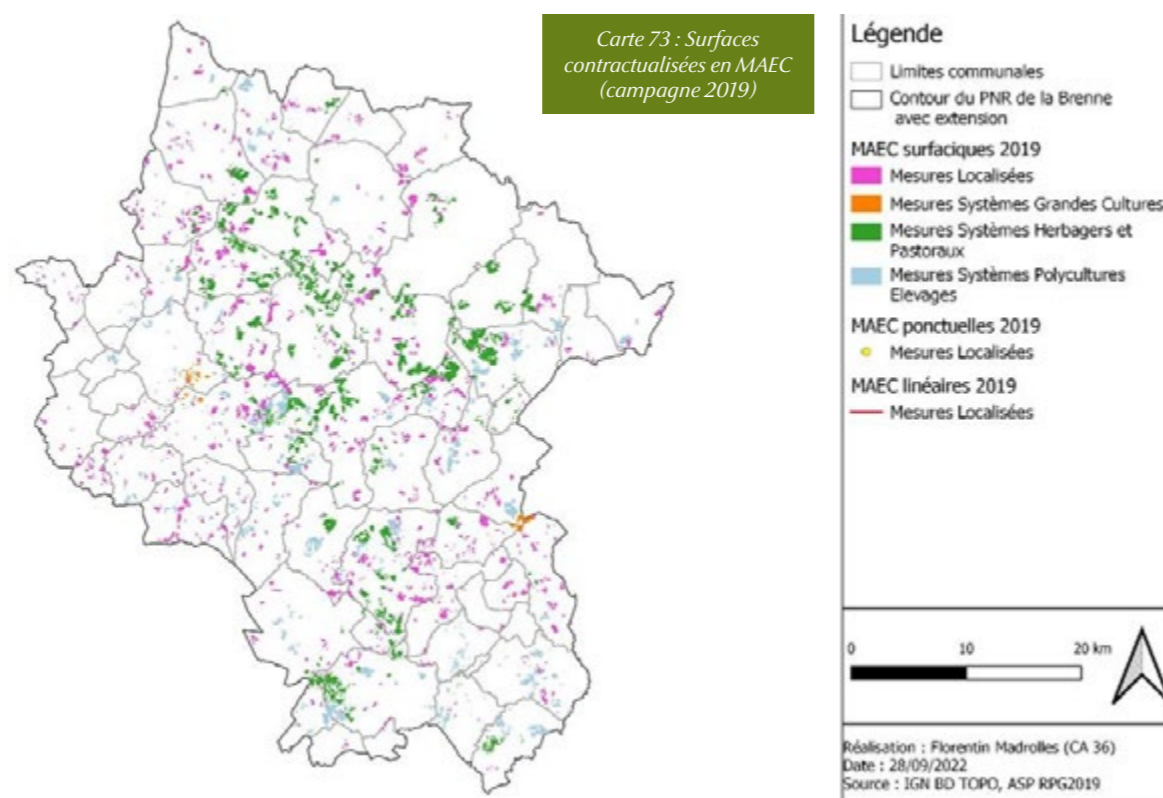 Carte 73 : Surfaces
contractualisées en MAEC
(campagne 2019)
Légende
Limites communales
Contour du PNR de la Brenne
avec extension
MAEC surfaciques 2019
Mesures Localisées
Mesures Systèmes Grandes Cultures
Mesures Systèmes Herbagers et
Pastoraux
Mesures Systèmes Polycultures
Elevages
MAEC ponctuelles 2019
Mesures Localisées
MAEC linéaires 2019
Mesures Localisées
0 10 20 km
Réalisation : Florentin Madrolles (CA 36)
Date : 28/09/2022
Source : IGN BD TOPO, ASP RPG2019